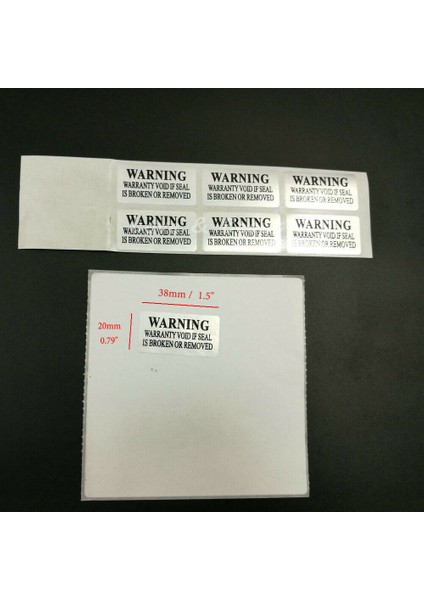 WARNING
WARRANTY VOID IF SEAL
IS BROKEN OR REMOVED
WARNING
WARRANTY VOID IF SEAL
IS BROKEN OR REMOVED
WARNING
WARRANTY VOID IF SEAL
IS BROKEN OR REMOVED
WARNING
WARRANTY VOID IF SEAL
IS BROKEN OR REMOVED
WARNING
WARRANTY VOID IF SEAL
IS BROKEN OR REMOVED
WARNING
WARRANTY VOID IF SEAL
IS BROKEN OR REMOVED
38mm / 1.5"
20mm
0.79"
WARNING
WARRANTY VOID IF SEAL
IS BROKEN OR REMOVED